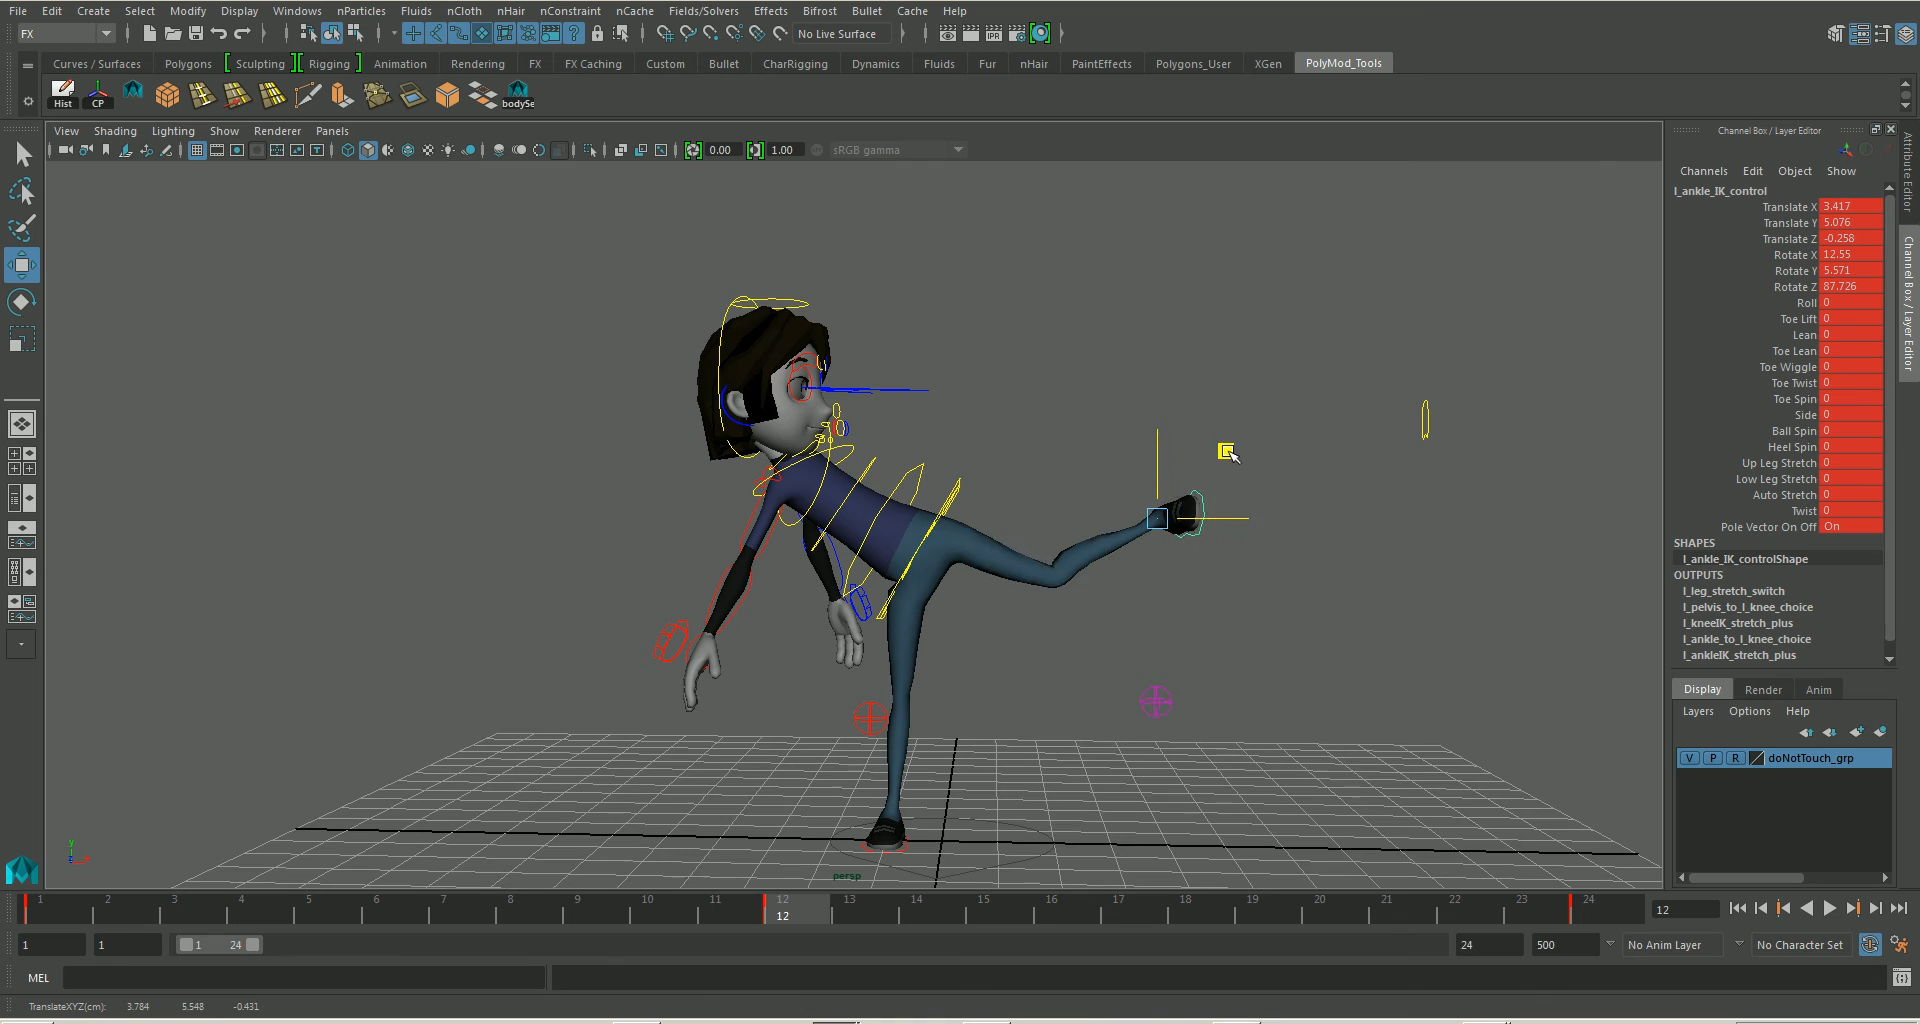 File Edit Create Select Modify Display Windows nParticles Fluids nCloth nHair nConstraint nCache Fields/Solvers Effects Bifrost Bullet Cache Help
FX No Live Surface IPR
Curves / Surfaces Polygons Sculpting Rigging Animation Rendering FX FX Caching Custom Bullet CharRigging Dynamics Fluids Fur nHair PaintEffects Polygons_User XGen PolyMod_Tools
Hist CP bodySe
View Shading Lighting Show Renderer Panels
0.00 1.00 sRGB gamma
Channel Box / Layer Editor
Channels Edit Object Show
l_ankle_IK_control
Translate X 3.417
Translate Y 5.076
Translate Z -0.258
Rotate X 12.55
Rotate Y 5.571
Rotate Z 87.726
Roll 0
Toe Lift 0
Lean 0
Toe Lean 0
Toe Wiggle 0
Toe Twist 0
Toe Spin 0
Side 0
Ball Spin 0
Heel Spin 0
Up Leg Stretch 0
Low Leg Stretch 0
Auto Stretch 0
Twist 0
Pole Vector On Off On
SHAPES
l_ankle_IK_controlShape
OUTPUTS
l_leg_stretch_switch
l_pelvis_to_l_knee_choice
l_kneeIK_stretch_plus
l_ankle_to_l_knee_choice
l_ankleIK_stretch_plus
Display Render Anim
Layers Options Help
V P R doNotTouch_grp
Attribute Editor
Channel Box / Layer Editor
y
z
persp
1 2 3 4 5 6 7 8 9 10 11 12 13 14 15 16 17 18 19 20 21 22 23 24
12 12
1 1 1 24 24 500 No Anim Layer No Character Set
MEL
TranslateXYZ(cm): 3.784 5.548 -0.431